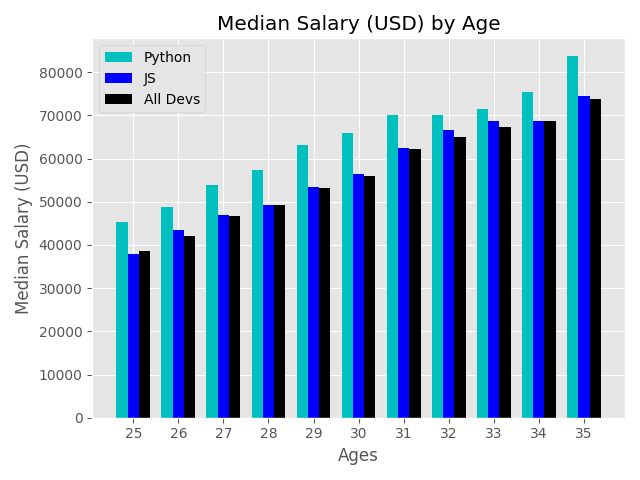 Median Salary (USD) by Age
Python
JS
All Devs
80000
70000
60000
50000
40000
30000
20000
10000
0
Median Salary (USD)
25 26 27 28 29 30 31 32 33 34 35
Ages